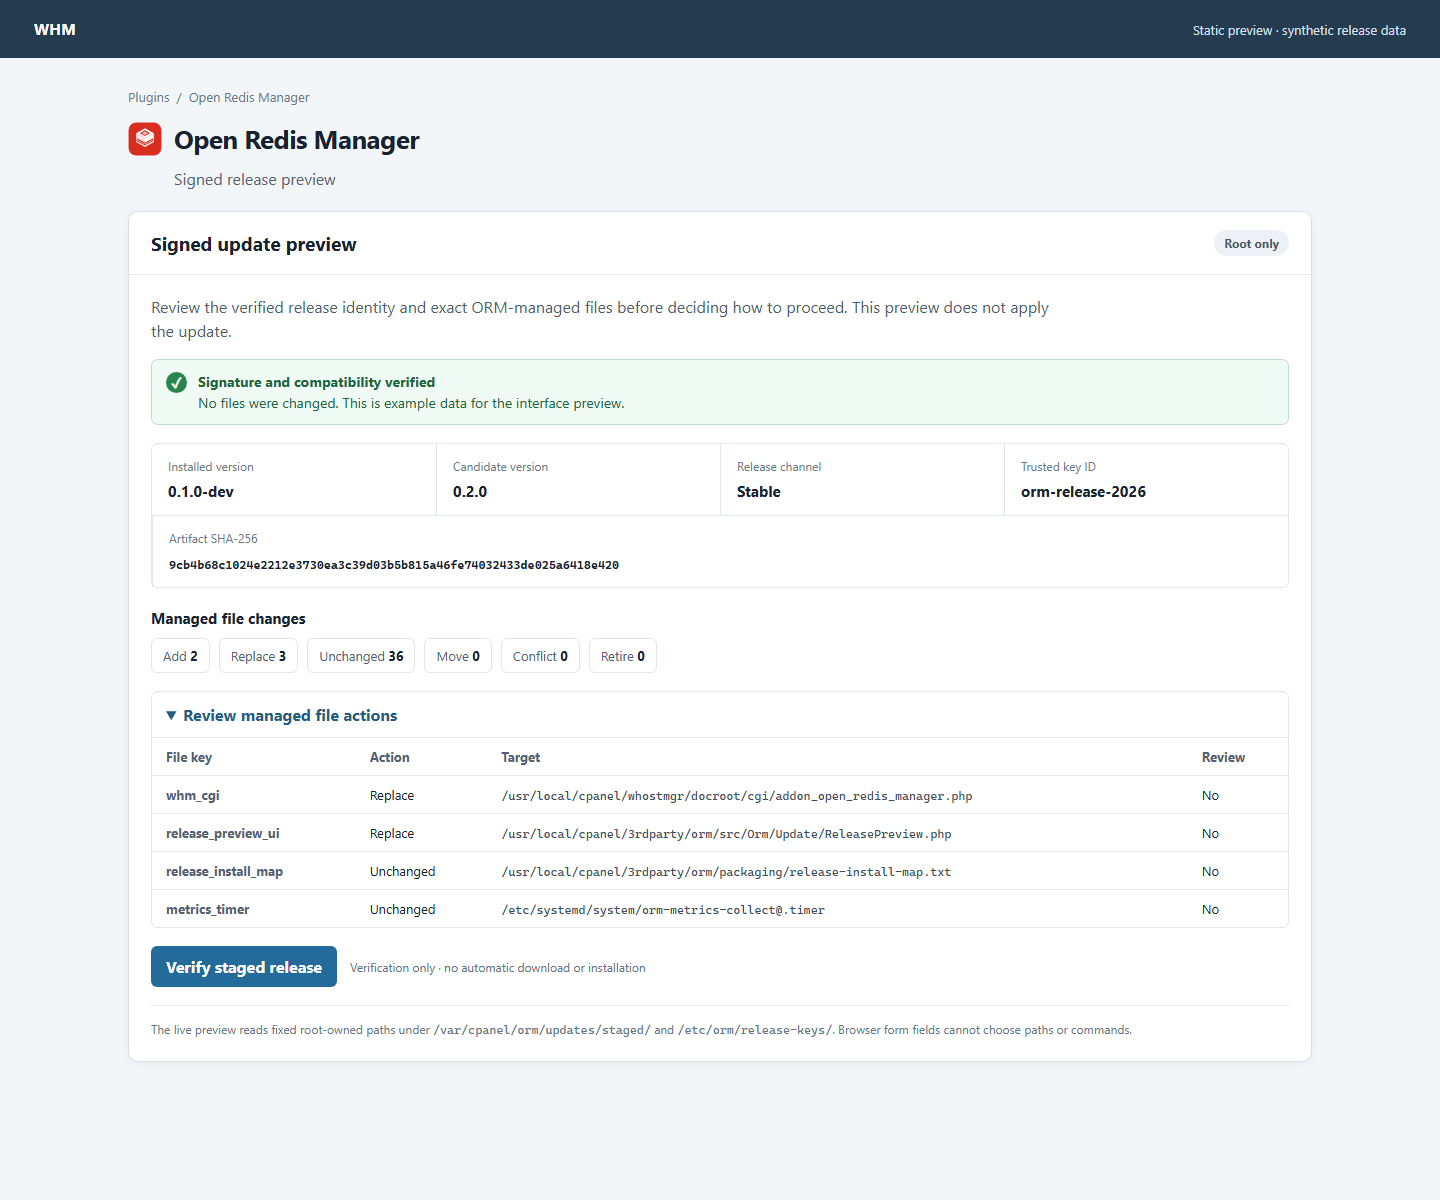 WHM
Static preview · synthetic release data
Plugins / Open Redis Manager
Open Redis Manager
Signed release preview
Signed update preview
Root only
Review the verified release identity and exact ORM-managed files before deciding how to proceed. This preview does not apply
the update.
Signature and compatibility verified
No files were changed. This is example data for the interface preview.
Installed version
0.1.0-dev
Candidate version
0.2.0
Release channel
Stable
Trusted key ID
orm-release-2026
Artifact SHA-256
9cb4b68c1024e2212e3730ea3c39d03b5b815a46fe74032433de025a6418e420
Managed file changes
Add 2
Replace 3
Unchanged 36
Move 0
Conflict 0
Retire 0
Review managed file actions
File key Action Target Review
whm_cgi Replace /usr/local/cpanel/whostmgr/docroot/cgi/addon_open_redis_manager.php No
release_preview_ui Replace /usr/local/cpanel/3rdparty/orm/src/Orm/Update/ReleasePreview.php No
release_install_map Unchanged /usr/local/cpanel/3rdparty/orm/packaging/release-install-map.txt No
metrics_timer Unchanged /etc/systemd/system/orm-metrics-collect@.timer No
Verify staged release
Verification only · no automatic download or installation
The live preview reads fixed root-owned paths under /var/cpanel/orm/updates/staged/ and /etc/orm/release-keys/. Browser form fields cannot choose paths or commands.